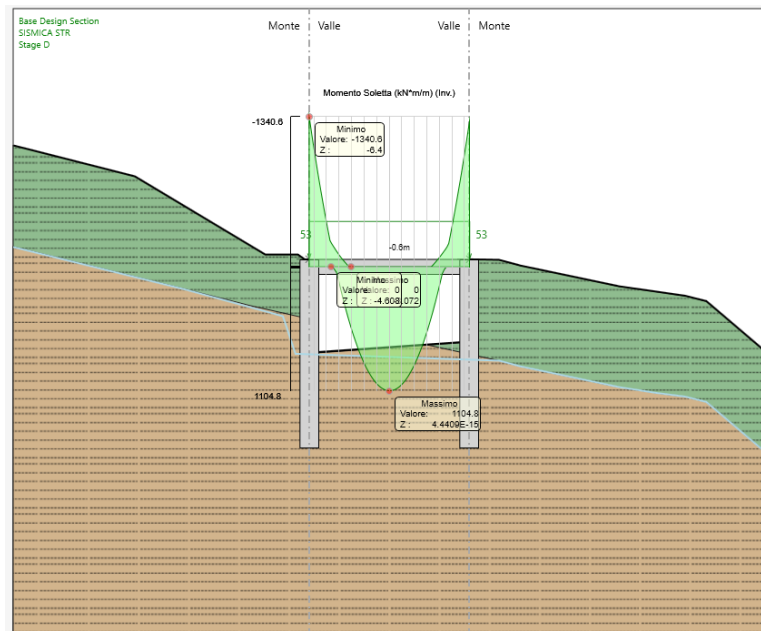 Base Design Section
SISMICA STR
Stage D
Monte
Valle
Valle
Monte
Momento Soletta (kN*m/m) (Inv.)
-1340.6
Minimo
Valore: -1340.6
Z : -6.4
53
53
-0.6m
Minimo
Valore: 0
0
Z : -4.608
1104.8
Massimo
Valore: 1104.8
Z : 4.4409E-15